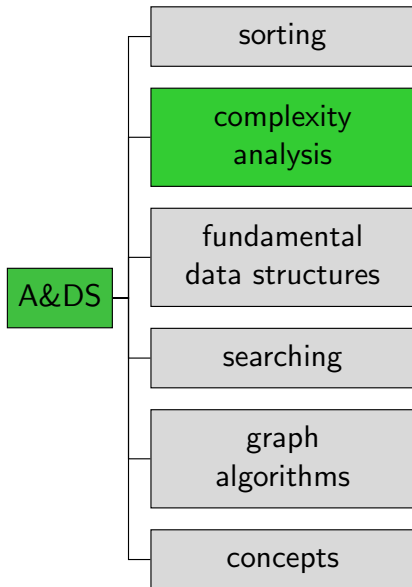 sorting
complexity
analysis
fundamental
data structures
A&DS
searching
graph
algorithms
concepts